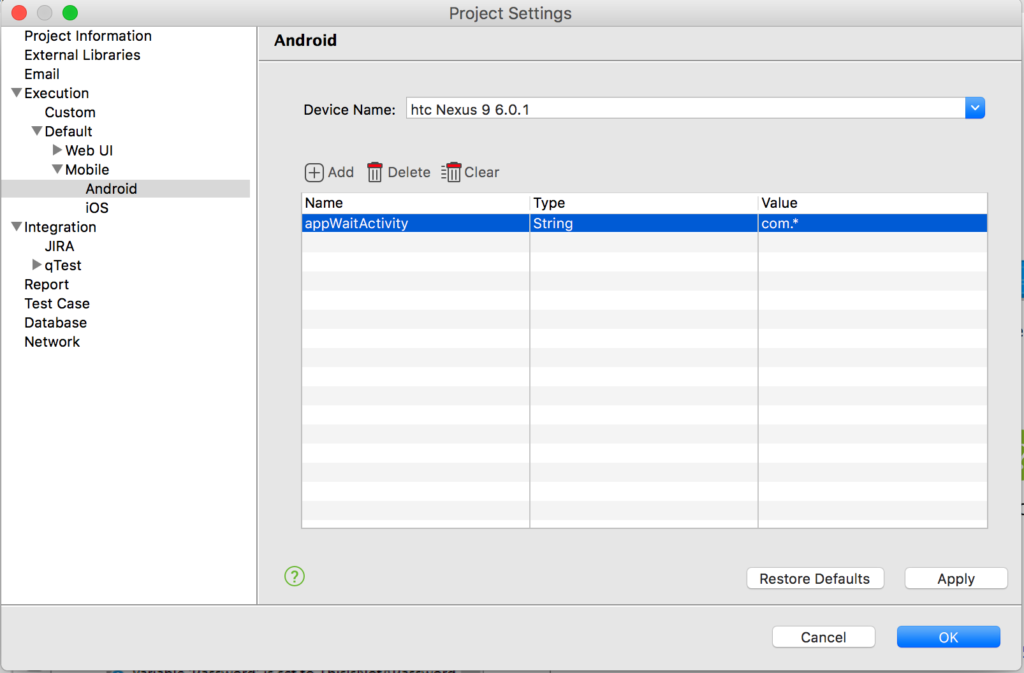 Project Settings
Project Information
External Libraries
Email
Execution
Custom
Default
Web UI
Mobile
Android
iOS
Integration
JIRA
qTest
Report
Test Case
Database
Network
Android
Device Name: htc Nexus 9 6.0.1
Add Delete Clear
Name Type Value
appWaitActivity String com.*
?
Restore Defaults Apply
Cancel OK